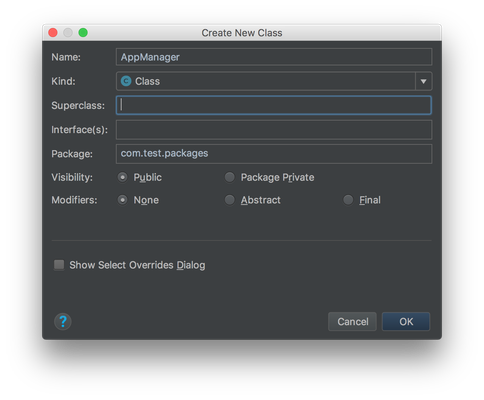 Create New Class
Name: AppManager
Kind: C Class
Superclass:
Interface(s):
Package: com.test.packages
Visibility: Public Package Private
Modifiers: None Abstract Final
Show Select Overrides Dialog
? Cancel OK